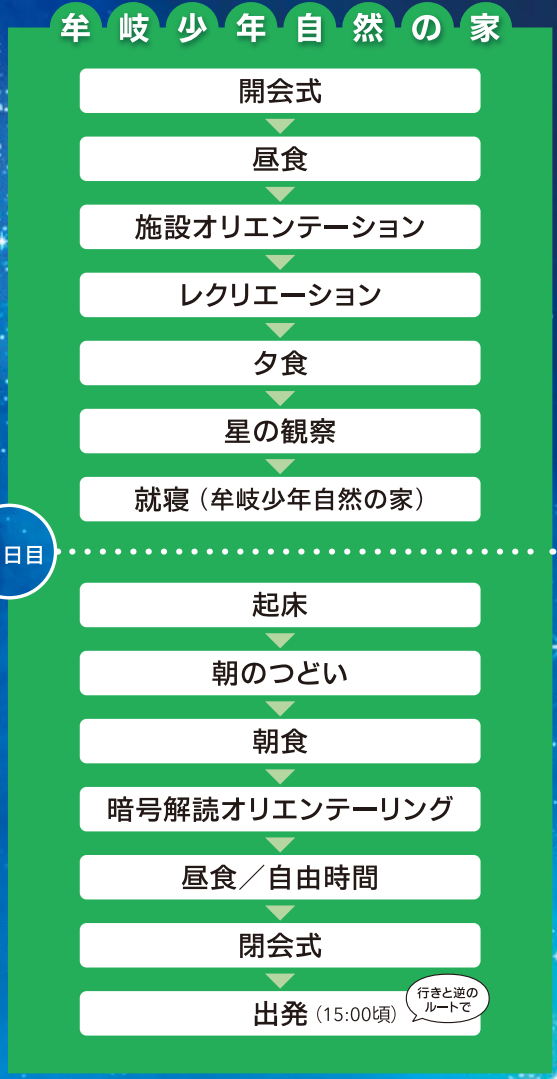 牟岐少年自然の家
開会式
昼食
施設オリエンテーション
レクリエーション
夕食
星の観察
就寝（牟岐少年自然の家）
日目
起床
朝のつどい
朝食
暗号解読オリエンテーリング
昼食／自由時間
閉会式
出発（15:00頃）
行きと逆の
ルートで